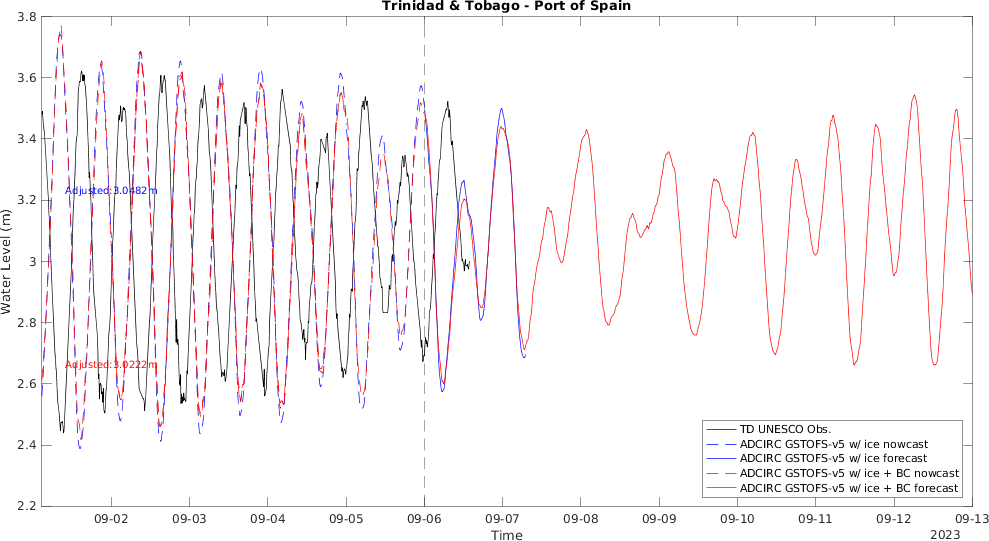 Trinidad & Tobago - Port of Spain
3.8
3.6
3.4
3.2
3
2.8
2.6
2.4
2.2
Water Level (m)
Adjusted:3.0482m
Adjusted:3.0222m
TD UNESCO Obs.
ADCIRC GSTOFS-v5 w/ ice nowcast
ADCIRC GSTOFS-v5 w/ ice forecast
ADCIRC GSTOFS-v5 w/ ice + BC nowcast
ADCIRC GSTOFS-v5 w/ ice + BC forecast
09-02 09-03 09-04 09-05 09-06 09-07 09-08 09-09 09-10 09-11 09-12 09-13
Time
2023